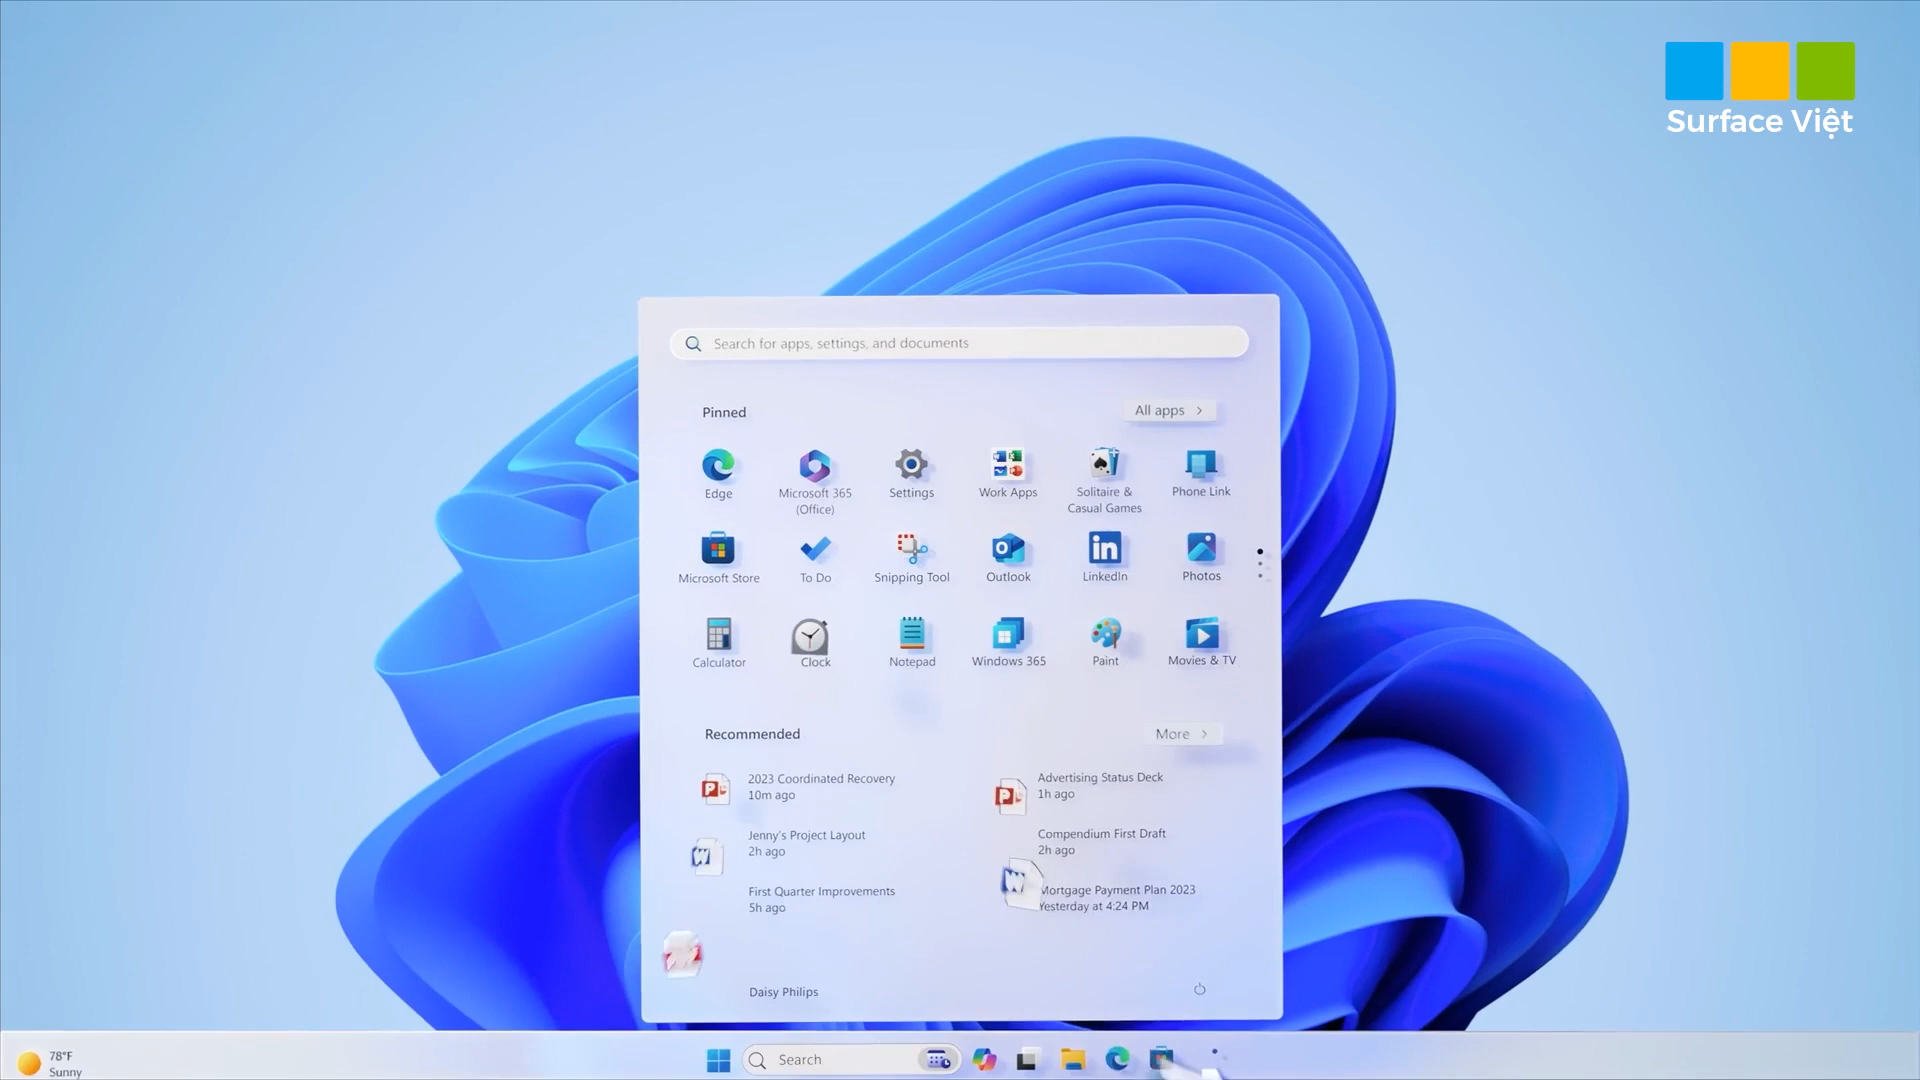 Surface Việt
Search for apps, settings, and documents
Pinned
All apps
Edge
Microsoft 365
(Office)
Settings
Work Apps
Solitaire &
Casual Games
Phone Link
Microsoft Store
To Do
Snipping Tool
Outlook
LinkedIn
Photos
Calculator
Clock
Notepad
Windows 365
Paint
Movies & TV
Recommended
More
2023 Coordinated Recovery
10m ago
Advertising Status Deck
1h ago
Jenny's Project Layout
2h ago
Compendium First Draft
2h ago
First Quarter Improvements
5h ago
Mortgage Payment Plan 2023
Yesterday at 4:24 PM
Daisy Philips
78°F
Sunny
Search